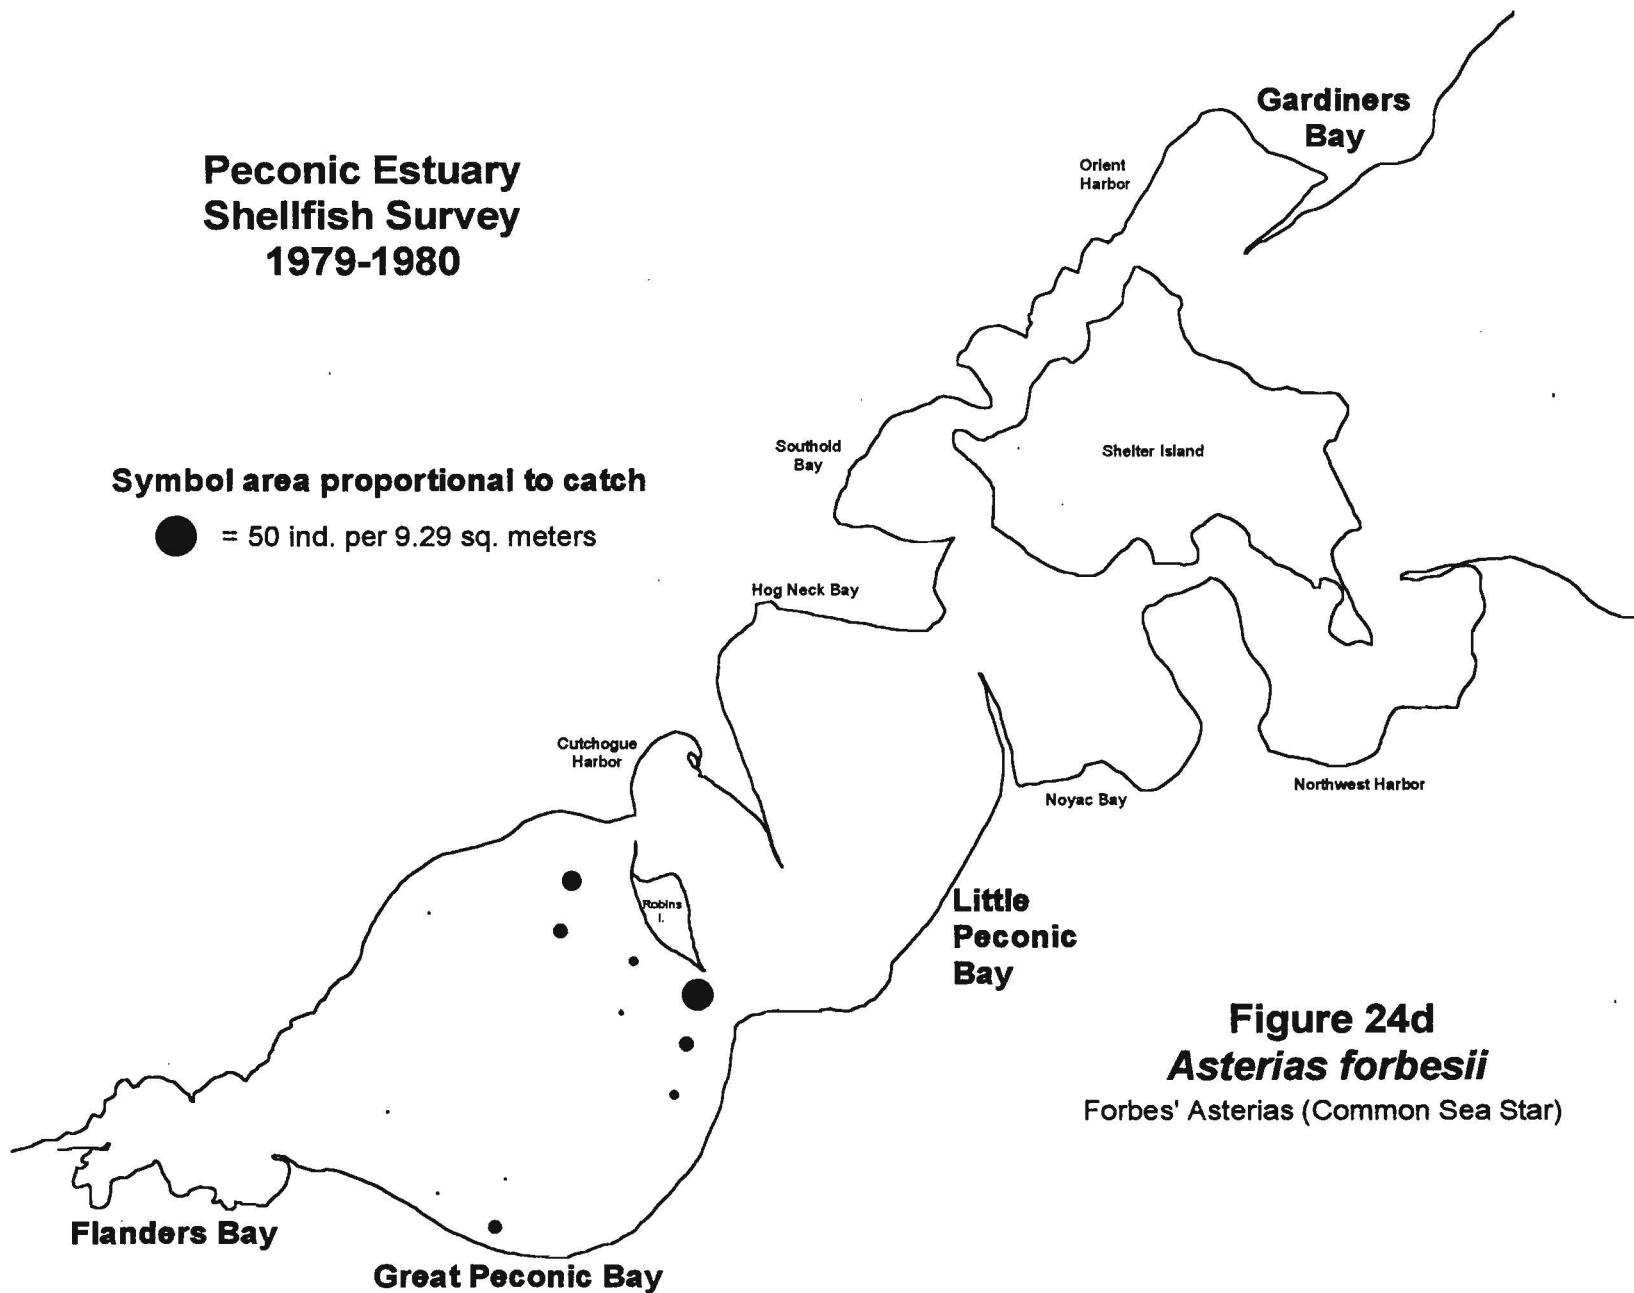 Peconic Estuary
Shellfish Survey
1979-1980
Symbol area proportional to catch
= 50 ind. per 9.29 sq. meters
Gardiners
Bay
Orient
Harbor
Southold
Bay
Shelter Island
Hog Neck Bay
Cutchogue
Harbor
Noyac Bay
Northwest Harbor
Robins
I.
Little
Peconic
Bay
Figure 24d
Asterias forbesii
Forbes' Asterias (Common Sea Star)
Flanders Bay
Great Peconic Bay